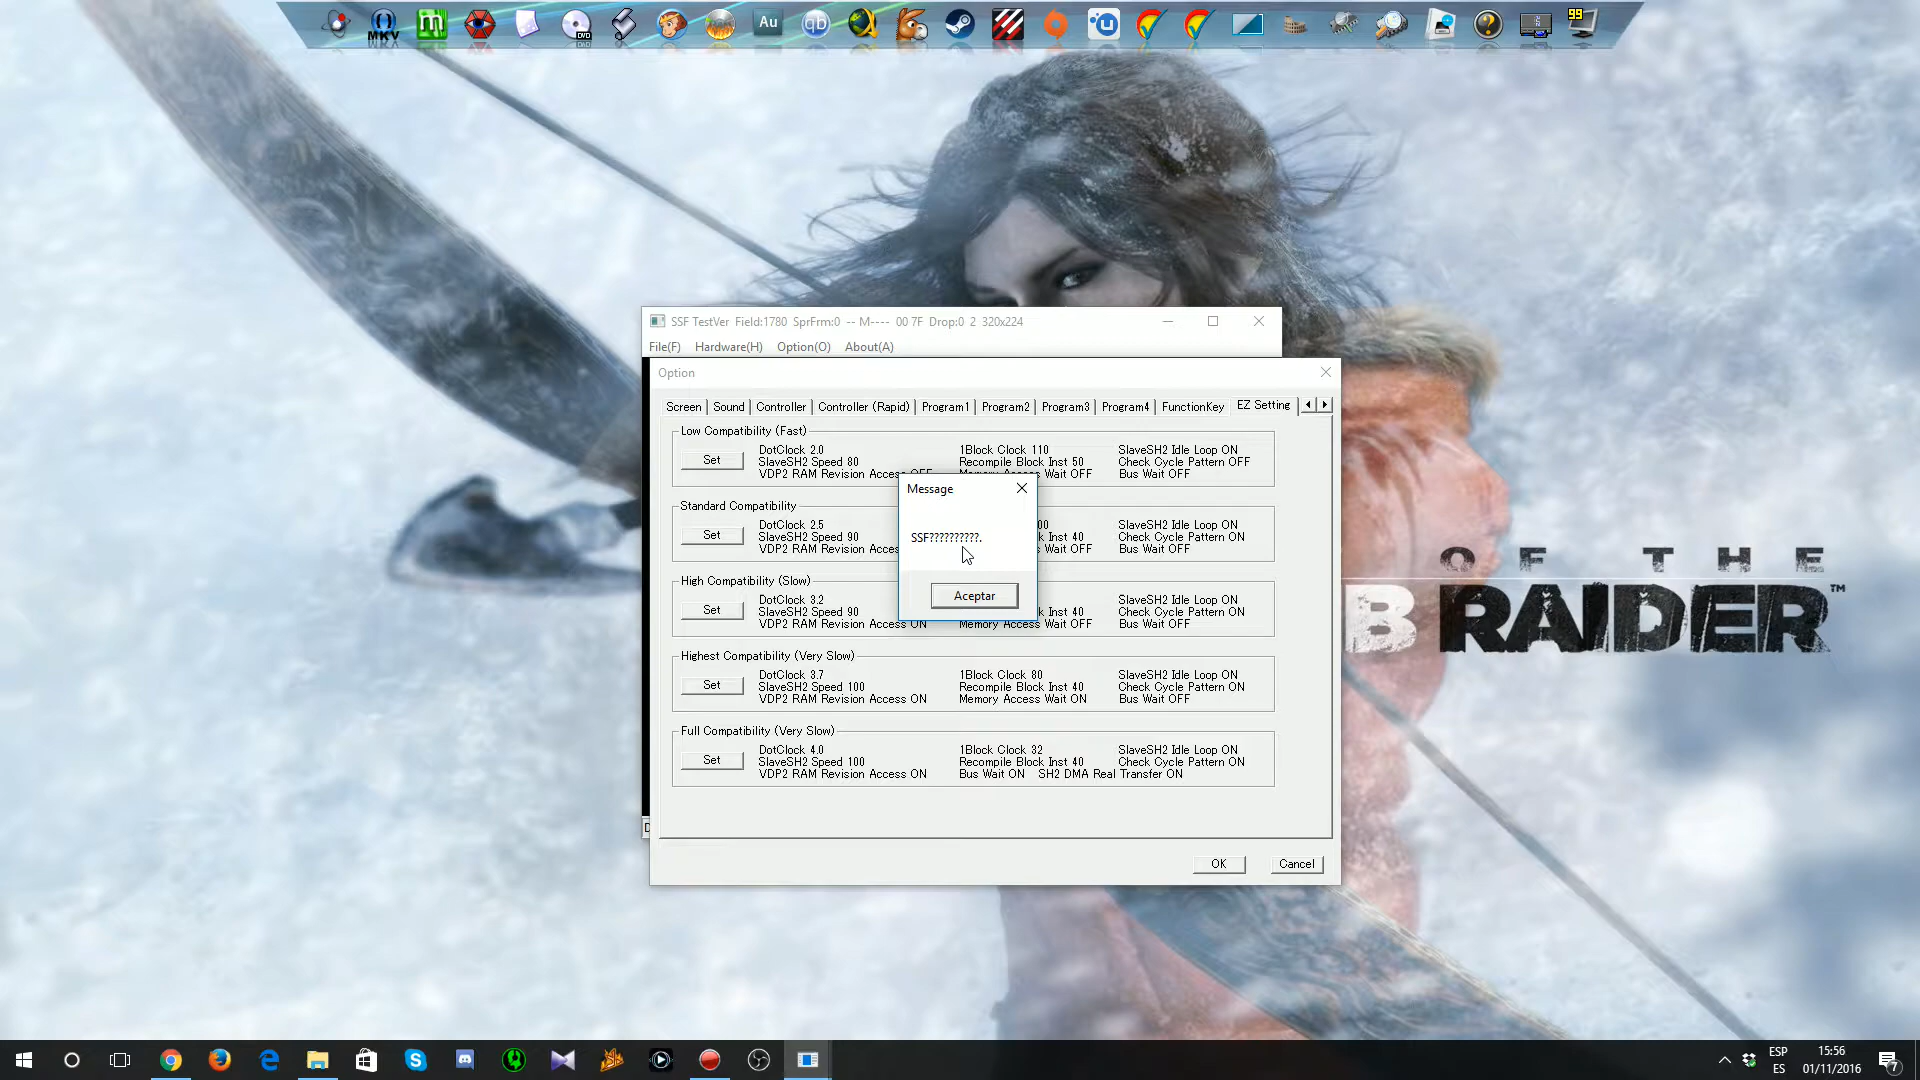 MKV
DVD
Au
qb
99
OF THE
B RAIDER™
SSF TestVer Field:1780 SprFrm:0 -- M---- 00 7F Drop:0 2 320x224
File(F) Hardware(H) Option(O) About(A)
Option
Screen Sound Controller Controller (Rapid) Program1 Program2 Program3 Program4 FunctionKey EZ Setting
Low Compatibility (Fast)
Set
DotClock 2.0 1Block Clock 110 SlaveSH2 Idle Loop ON
SlaveSH2 Speed 80 Recompile Block Inst 50 Check Cycle Pattern OFF
VDP2 RAM Revision Access OFF Memory Access Wait OFF Bus Wait OFF
Standard Compatibility
Set
DotClock 2.5 00 SlaveSH2 Idle Loop ON
SlaveSH2 Speed 90 k Inst 40 Check Cycle Pattern ON
VDP2 RAM Revision Acces s Wait OFF Bus Wait OFF
High Compatibility (Slow)
Set
DotClock 3.2 SlaveSH2 Idle Loop ON
SlaveSH2 Speed 90 k Inst 40 Check Cycle Pattern ON
VDP2 RAM Revision Access ON Memory Access Wait OFF Bus Wait OFF
Highest Compatibility (Very Slow)
Set
DotClock 3.7 1Block Clock 80 SlaveSH2 Idle Loop ON
SlaveSH2 Speed 100 Recompile Block Inst 40 Check Cycle Pattern ON
VDP2 RAM Revision Access ON Memory Access Wait ON Bus Wait OFF
Full Compatibility (Very Slow)
Set
DotClock 4.0 1Block Clock 32 SlaveSH2 Idle Loop ON
SlaveSH2 Speed 100 Recompile Block Inst 40 Check Cycle Pattern ON
VDP2 RAM Revision Access ON Bus Wait ON SH2 DMA Real Transfer ON
OK Cancel
Message
SSF??????????.
Aceptar
ESP
ES
15:56
01/11/2016
7